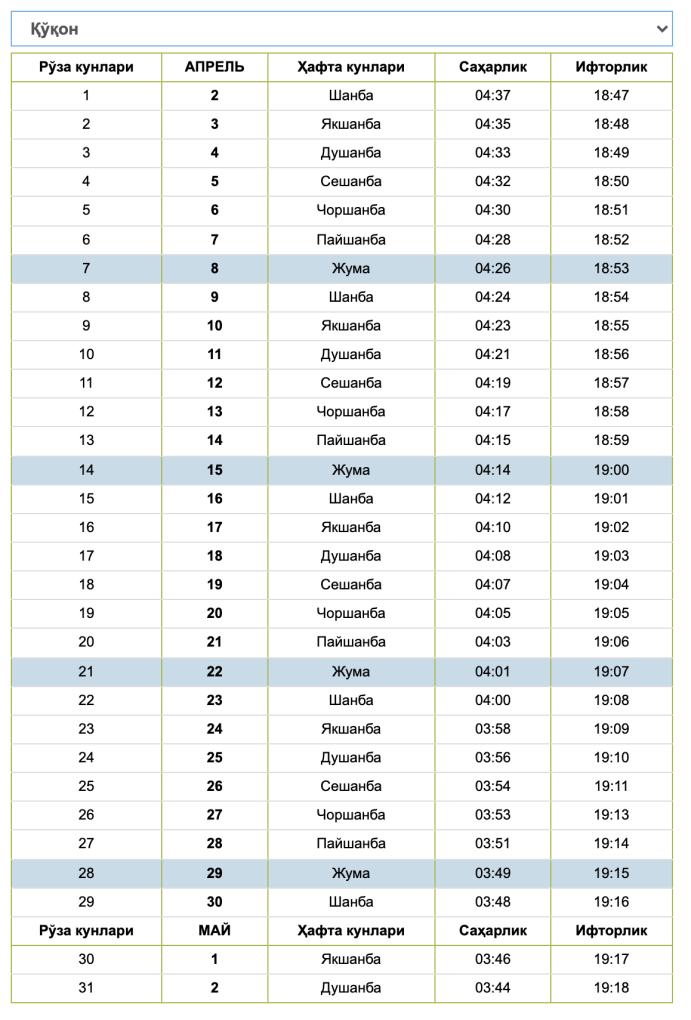 Қўқон
Рўза кунлари АПРЕЛЬ Ҳафта кунлари Саҳарлик Ифторлик
1 2 Шанба 04:37 18:47
2 3 Якшанба 04:35 18:48
3 4 Душанба 04:33 18:49
4 5 Сешанба 04:32 18:50
5 6 Чоршанба 04:30 18:51
6 7 Пайшанба 04:28 18:52
7 8 Жума 04:26 18:53
8 9 Шанба 04:24 18:54
9 10 Якшанба 04:23 18:55
10 11 Душанба 04:21 18:56
11 12 Сешанба 04:19 18:57
12 13 Чоршанба 04:17 18:58
13 14 Пайшанба 04:15 18:59
14 15 Жума 04:14 19:00
15 16 Шанба 04:12 19:01
16 17 Якшанба 04:10 19:02
17 18 Душанба 04:08 19:03
18 19 Сешанба 04:07 19:04
19 20 Чоршанба 04:05 19:05
20 21 Пайшанба 04:03 19:06
21 22 Жума 04:01 19:07
22 23 Шанба 04:00 19:08
23 24 Якшанба 03:58 19:09
24 25 Душанба 03:56 19:10
25 26 Сешанба 03:54 19:11
26 27 Чоршанба 03:53 19:13
27 28 Пайшанба 03:51 19:14
28 29 Жума 03:49 19:15
29 30 Шанба 03:48 19:16
Рўза кунлари МАЙ Ҳафта кунлари Саҳарлик Ифторлик
30 1 Якшанба 03:46 19:17
31 2 Душанба 03:44 19:18